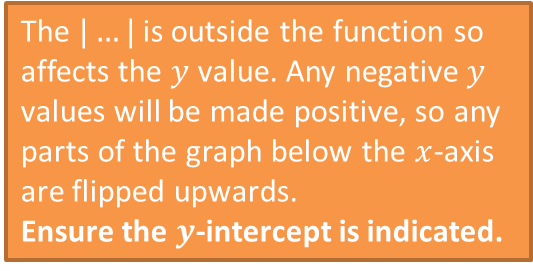 The | ... | is outside the function so
affects the 𝑦 value. Any negative 𝑦
values will be made positive, so any
parts of the graph below the 𝑥-axis
are flipped upwards.
Ensure the 𝒚-intercept is indicated.